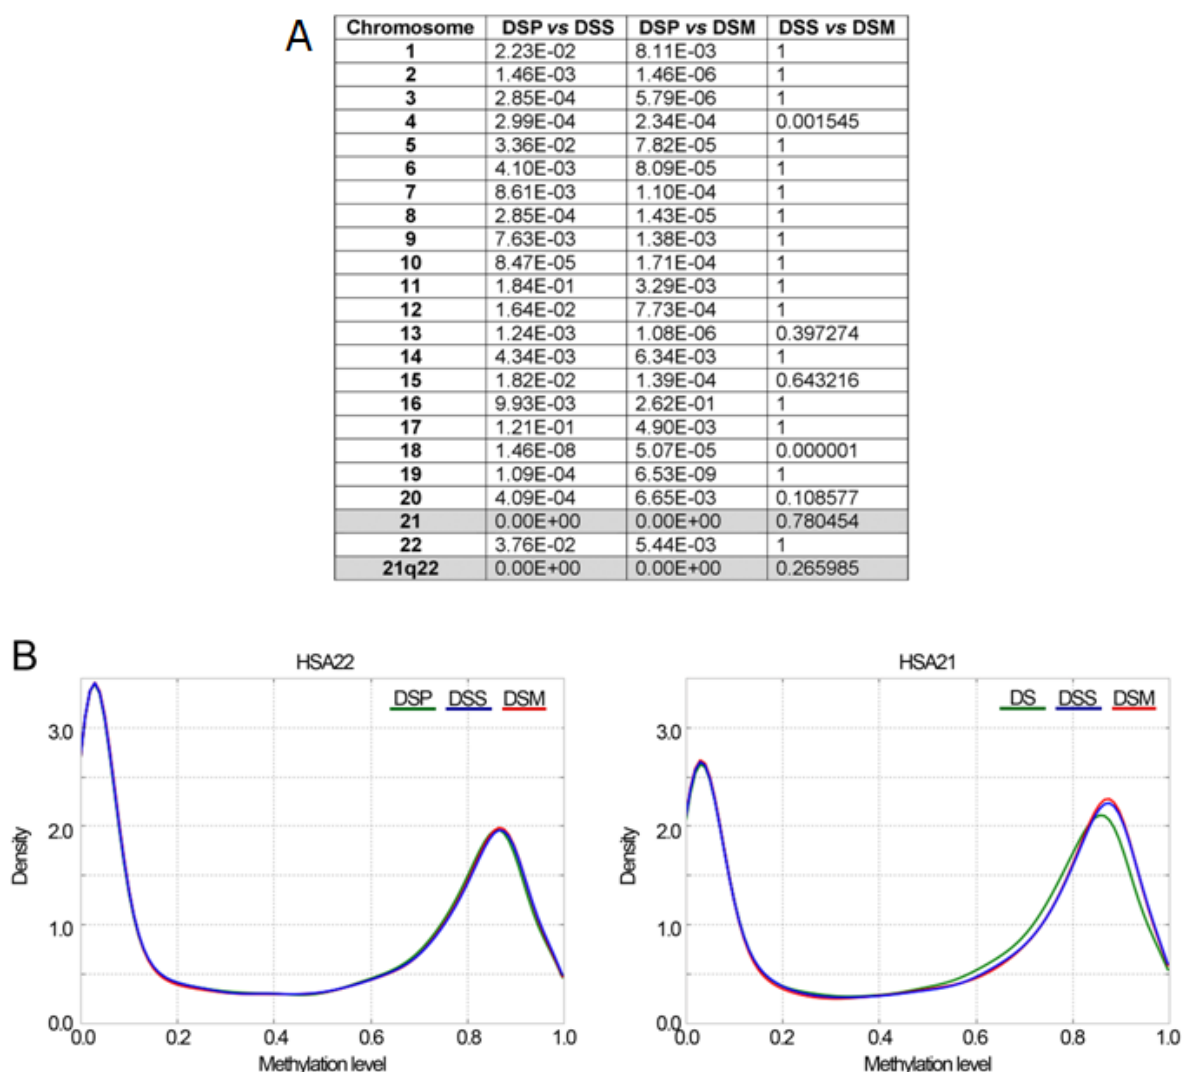 A
Chromosome DSP vs DSS DSP vs DSM DSS vs DSM
1 2.23E-02 8.11E-03 1
2 1.46E-03 1.46E-06 1
3 2.85E-04 5.79E-06 1
4 2.99E-04 2.34E-04 0.001545
5 3.36E-02 7.82E-05 1
6 4.10E-03 8.09E-05 1
7 8.61E-03 1.10E-04 1
8 2.85E-04 1.43E-05 1
9 7.63E-03 1.38E-03 1
10 8.47E-05 1.71E-04 1
11 1.84E-01 3.29E-03 1
12 1.64E-02 7.73E-04 1
13 1.24E-03 1.08E-06 0.397274
14 4.34E-03 6.34E-03 1
15 1.82E-02 1.39E-04 0.643216
16 9.93E-03 2.62E-01 1
17 1.21E-01 4.90E-03 1
18 1.46E-08 5.07E-05 0.000001
19 1.09E-04 6.53E-09 1
20 4.09E-04 6.65E-03 0.108577
21 0.00E+00 0.00E+00 0.780454
22 3.76E-02 5.44E-03 1
21q22 0.00E+00 0.00E+00 0.265985
B
HSA22
DSP DSS DSM
3.0
2.0
1.0
0.0
Density
0.0 0.2 0.4 0.6 0.8 1.0
Methylation level
HSA21
DS DSS DSM
3.0
2.0
1.0
0.0
Density
0.0 0.2 0.4 0.6 0.8 1.0
Methylation level